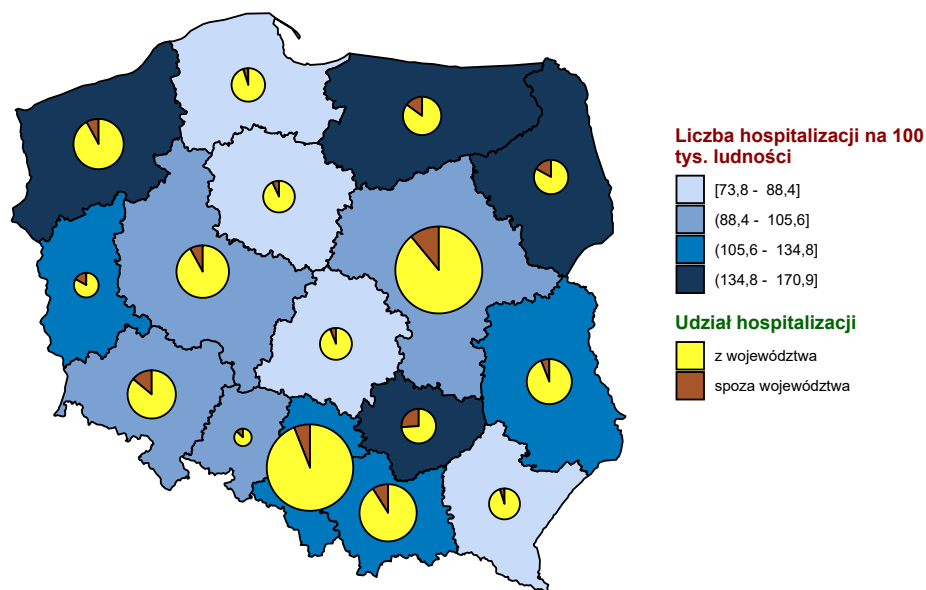 Liczba hospitalizacji na 100
tys. ludności
[73,8 - 88,4]
(88,4 - 105,6]
(105,6 - 134,8]
(134,8 - 170,9]
Udział hospitalizacji
z województwa
spoza województwa